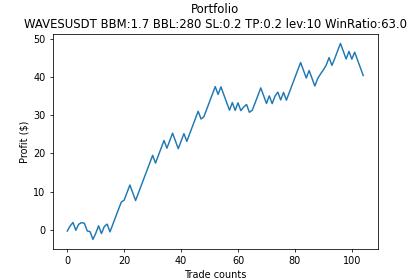 Portfolio
WAVESUSDT BBM:1.7 BBL:280 SL:0.2 TP:0.2 lev:10 WinRatio:63.0
50
40
30
20
10
0
Profit ($)
0 20 40 60 80 100
Trade counts